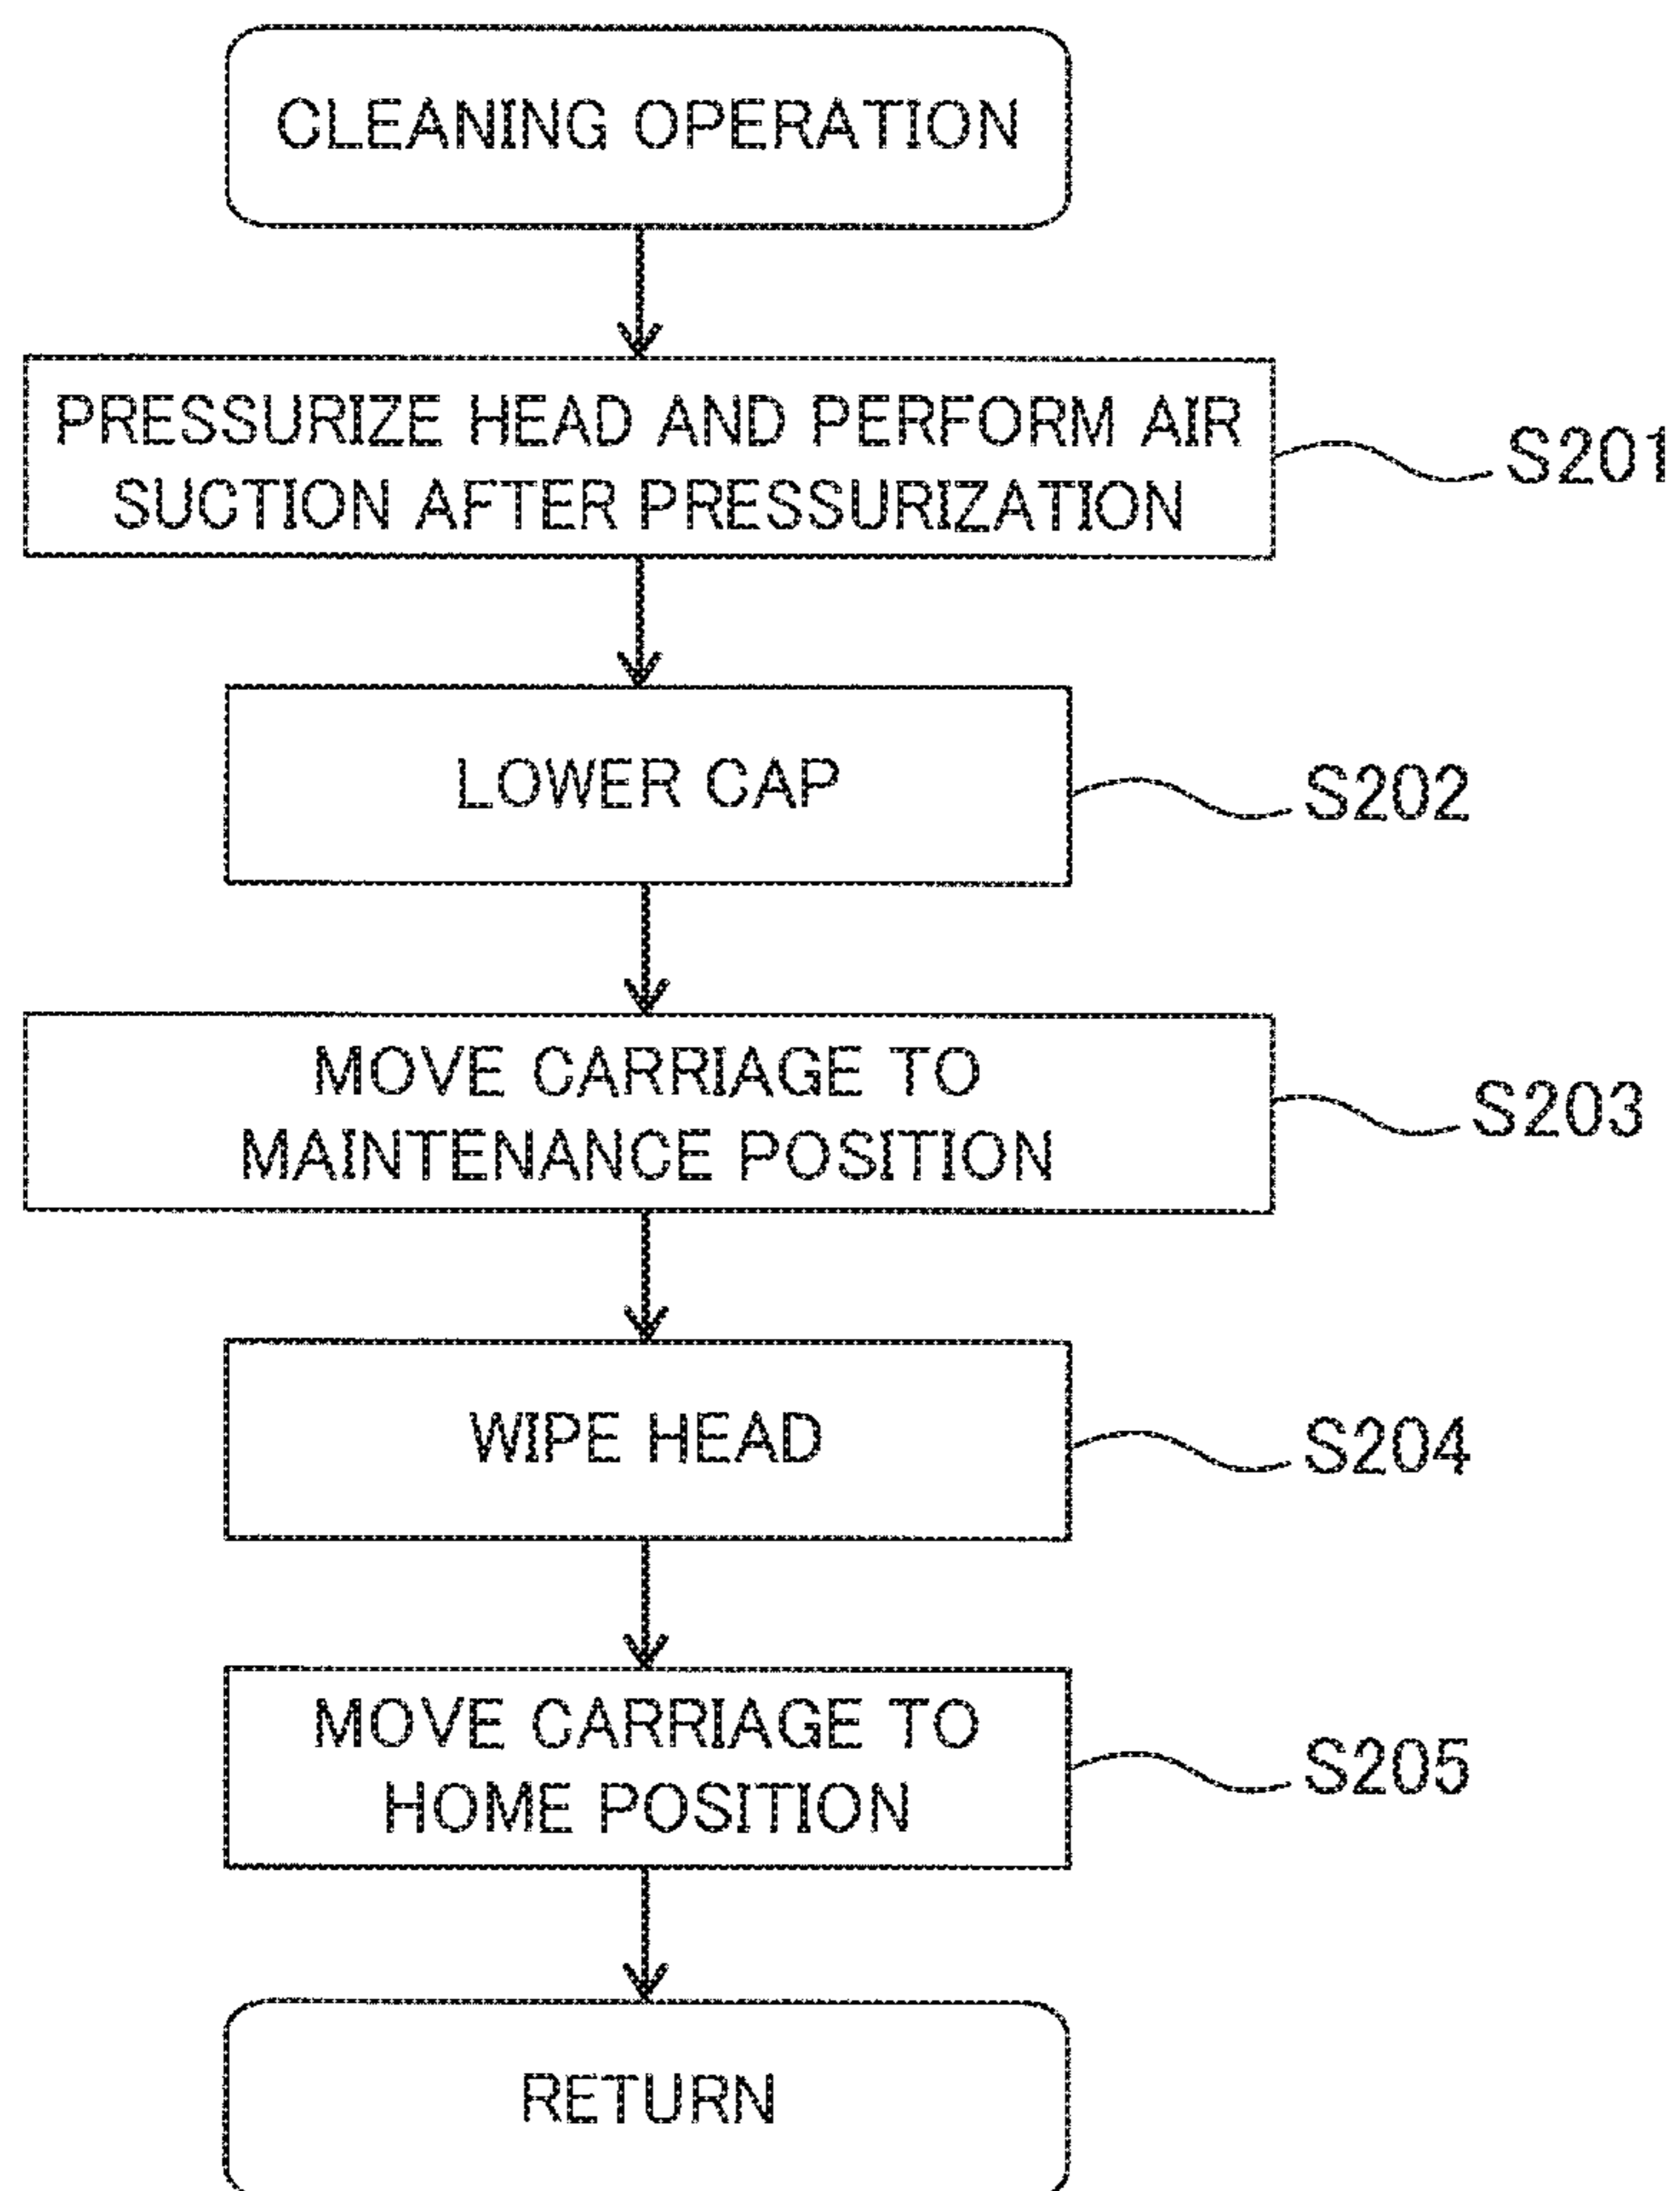 CLEANING OPERATION
PRESSURIZE HEAD AND PERFORM AIR
SUCTION AFTER PRESSURIZATION
S201
LOWER CAP
S202
MOVE CARRIAGE TO
MAINTENANCE POSITION
S203
WIPE HEAD
S204
MOVE CARRIAGE TO
HOME POSITION
S205
RETURN